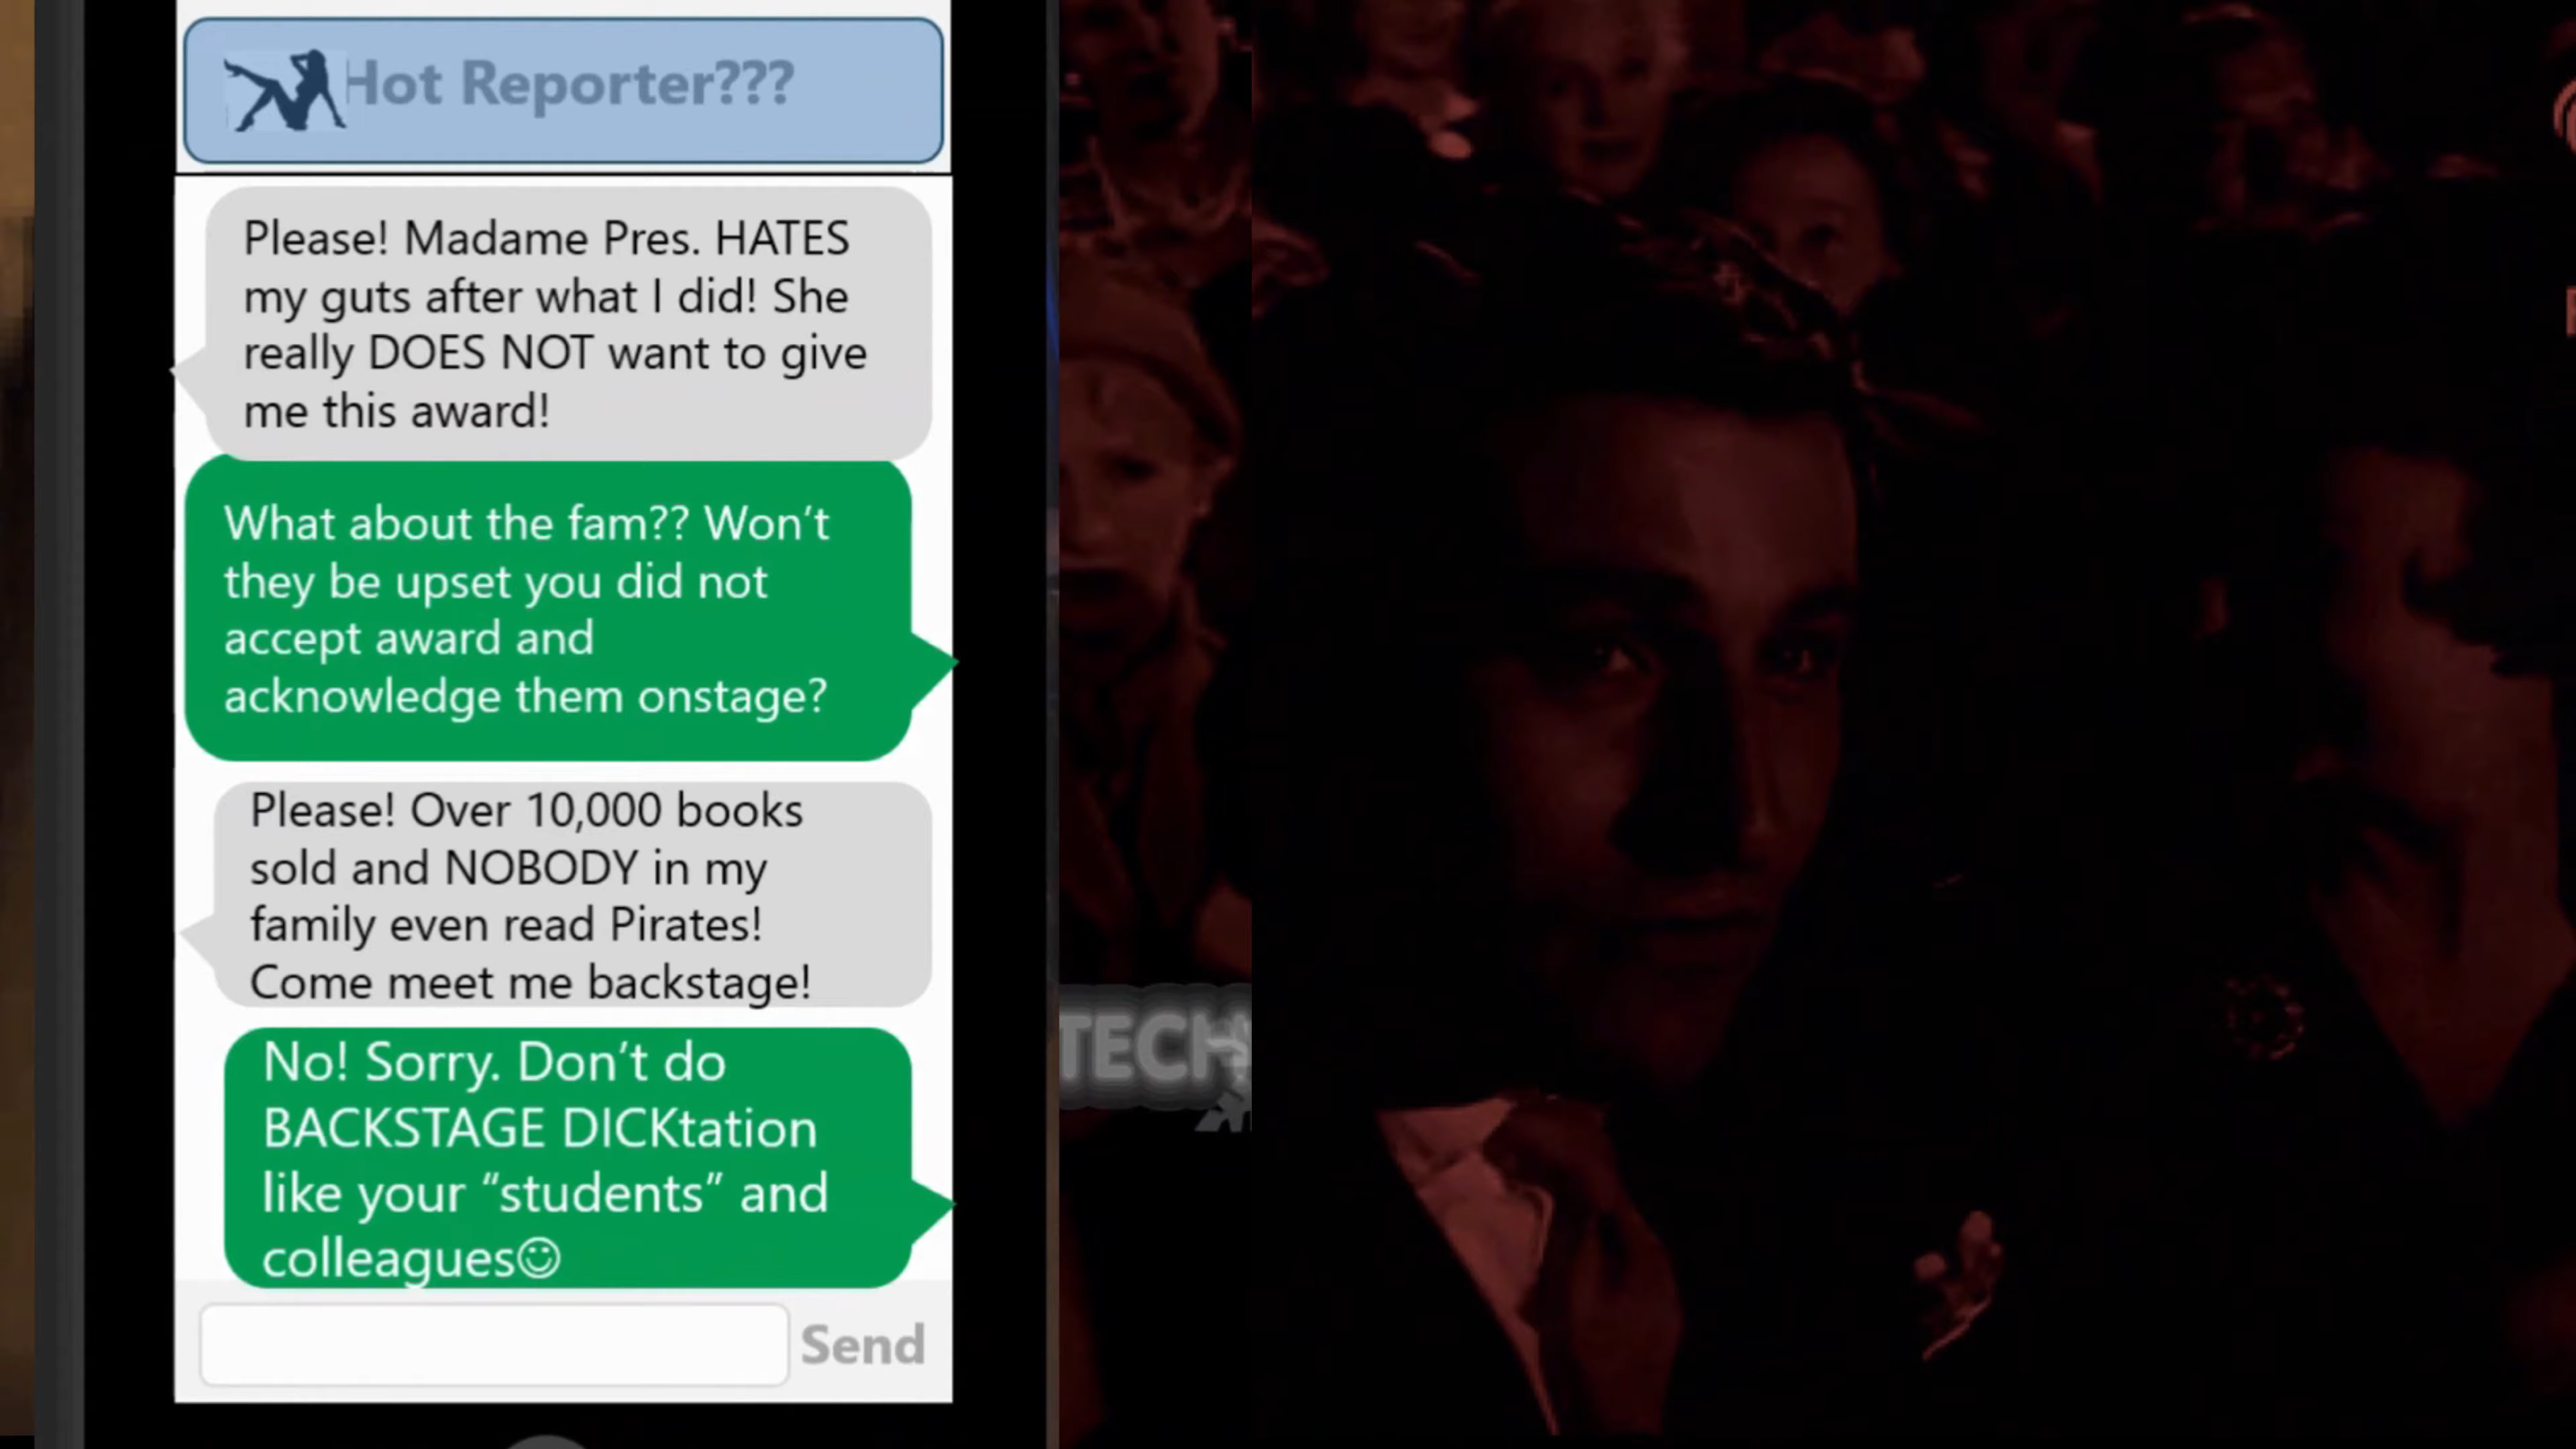 Hot Reporter???
Please! Madame Pres. HATES
my guts after what I did! She
really DOES NOT want to give
me this award!
What about the fam?? Won't
they be upset you did not
accept award and
acknowledge them onstage?
Please! Over 10,000 books
sold and NOBODY in my
family even read Pirates!
Come meet me backstage!
No! Sorry. Don't do
BACKSTAGE DICKtation
like your “students” and
colleagues☺
Send
TECH